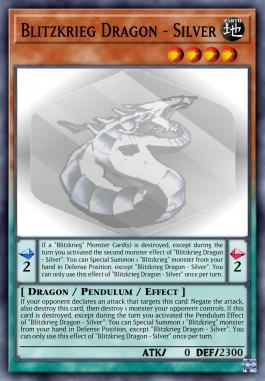 Blitzkrieg Dragon - Silver
EARTH
If a "Blitzkrieg" Monster Card(s) is destroyed, except during the
turn you activated the second monster effect of "Blitzkrieg Dragon
- Silver": You can Special Summon 1 "Blitzkrieg" monster from your
hand in Defense Position, except "Blitzkrieg Dragon - Silver". You
can only use this effect of "Blitzkrieg Dragon - Silver" once per turn.
2
2
[ Dragon / Pendulum / Effect ]
If your opponent declares an attack that targets this card: Negate the attack,
also destroy this card, then destroy 1 monster your opponent controls. If this
card is destroyed, except during the turn you activated the Pendulum Effect
of "Blitzkrieg Dragon - Silver": You can Special Summon 1 "Blitzkrieg" monster
from your hand in Defense Position, except "Blitzkrieg Dragon - Silver". You
can only use this effect of "Blitzkrieg Dragon - Silver" once per turn.
ATK/ 0 DEF/2300